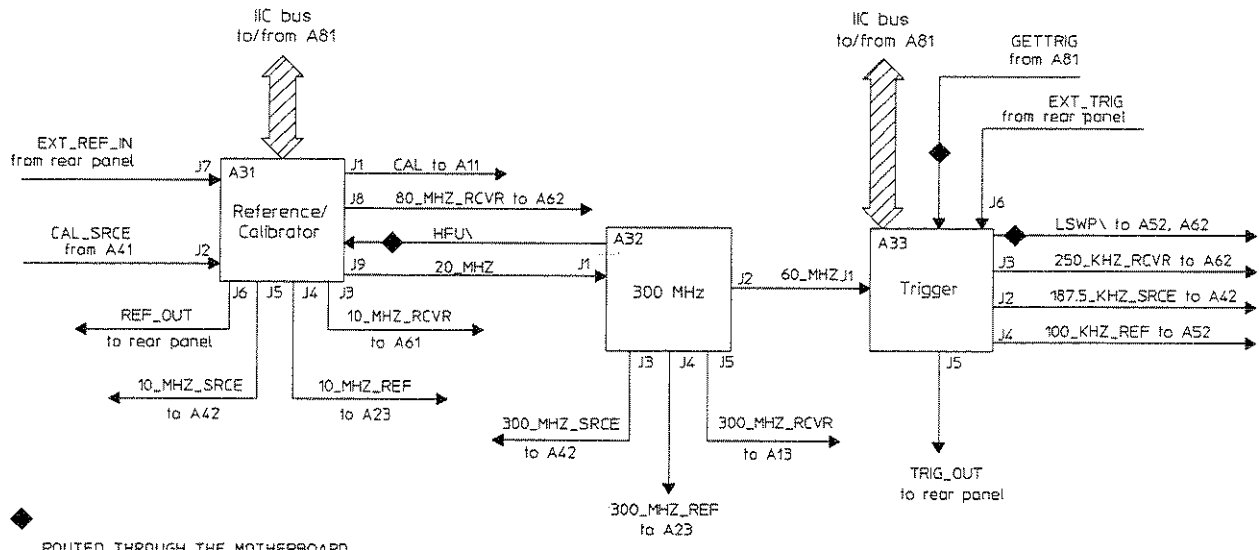 IIC bus
to/from A81
IIC bus
to/from A81
GETTRIG
from A81
EXT_TRIG
from rear panel
EXT_REF_IN
from rear panel
J7
A31
Reference/
Calibrator
J1
CAL to A11
J8
80_MHZ_RCVR to A62
HFU\
J9
20_MHZ
J1
CAL_SRCE
from A41
J2
J6
J5
J4
J3
REF_OUT
to rear panel
10_MHZ_RCVR
to A61
10_MHZ_SRCE
to A42
10_MHZ_REF
to A23
A32
300 MHz
J2
60_MHZ
J1
J3
J4
J5
300_MHZ_SRCE
to A42
300_MHZ_RCVR
to A13
300_MHZ_REF
to A23
J6
A33
Trigger
LSWP\ to A52, A62
J3
250_KHZ_RCVR to A62
J2
187.5_KHZ_SRCE to A42
J4
100_KHZ_REF to A52
J5
TRIG_OUT
to rear panel
ROUTED THROUGH THE MOTHERBOARD